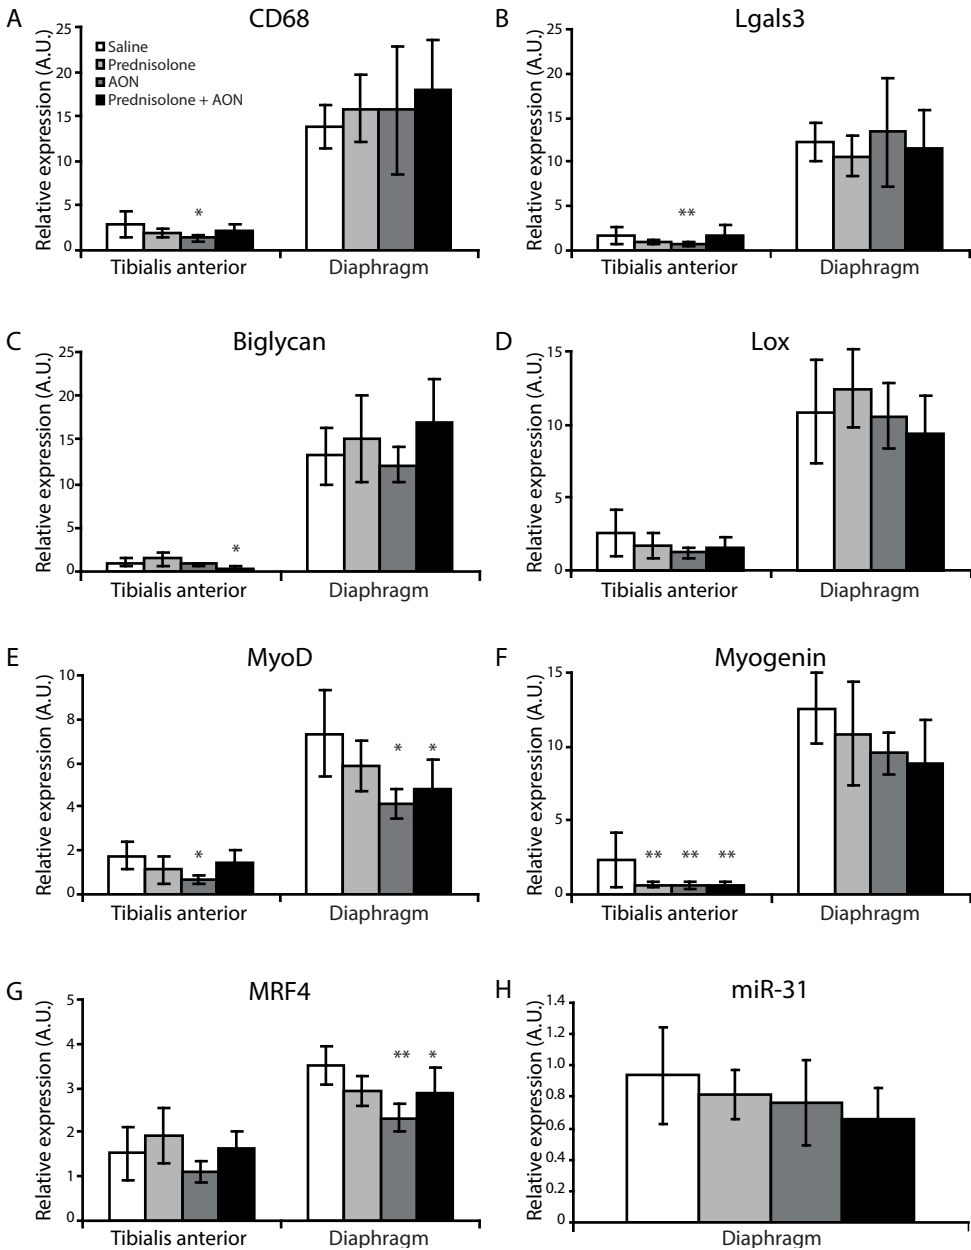 A
CD68
Relative expression (A.U.)
25
20
15
10
5
0
Saline
Prednisolone
AON
Prednisolone + AON
*
Tibialis anterior
Diaphragm
B
Lgals3
Relative expression (A.U.)
25
20
15
10
5
0
**
Tibialis anterior
Diaphragm
C
Biglycan
Relative expression (A.U.)
25
20
15
10
5
0
*
Tibialis anterior
Diaphragm
D
Lox
Relative expression (A.U.)
15
10
5
0
Tibialis anterior
Diaphragm
E
MyoD
Relative expression (A.U.)
10
8
6
4
2
0
*
* *
Tibialis anterior
Diaphragm
F
Myogenin
Relative expression (A.U.)
15
10
5
0
** ** **
Tibialis anterior
Diaphragm
G
MRF4
Relative expression (A.U.)
5
4
3
2
1
0
** *
Tibialis anterior
Diaphragm
H
miR-31
Relative expression (A.U.)
1.4
1.2
1.0
0.8
0.6
0.4
0.2
0
Diaphragm